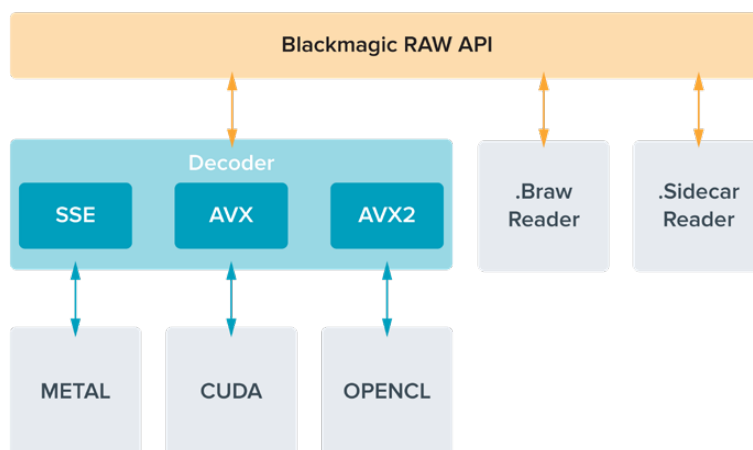 Blackmagic RAW API
Decoder
SSE
AVX
AVX2
.Braw
Reader
.Sidecar
Reader
METAL
CUDA
OPENCL